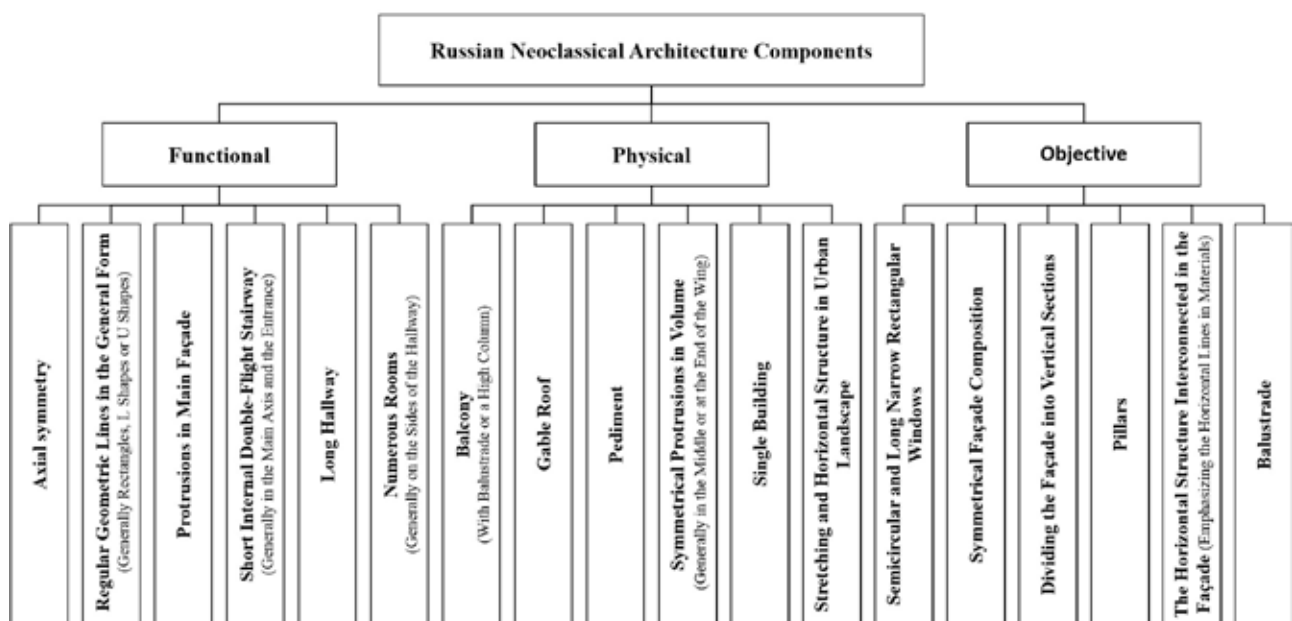 Russian Neoclassical Architecture Components
Functional
Physical
Objective
Axial symmetry
Regular Geometric Lines in the General Form
(Generally Rectangles, L Shapes or U Shapes)
Protrusions in Main Façade
Short Internal Double-Flight Stairway
(Generally in the Main Axis and the Entrance)
Long Hallway
Numerous Rooms
(Generally on the Sides of the Hallway)
Balcony
(With Balustrade or a High Column)
Gable Roof
Pediment
Symmetrical Protrusions in Volume
(Generally in the Middle or at the End of the Wing)
Single Building
Stretching and Horizontal Structure in Urban
Landscape
Semicircular and Long Narrow Rectangular
Windows
Symmetrical Façade Composition
Dividing the Façade into Vertical Sections
Pillars
The Horizontal Structure Interconnected in the
Façade (Emphasizing the Horizontal Lines in Materials)
Balustrade